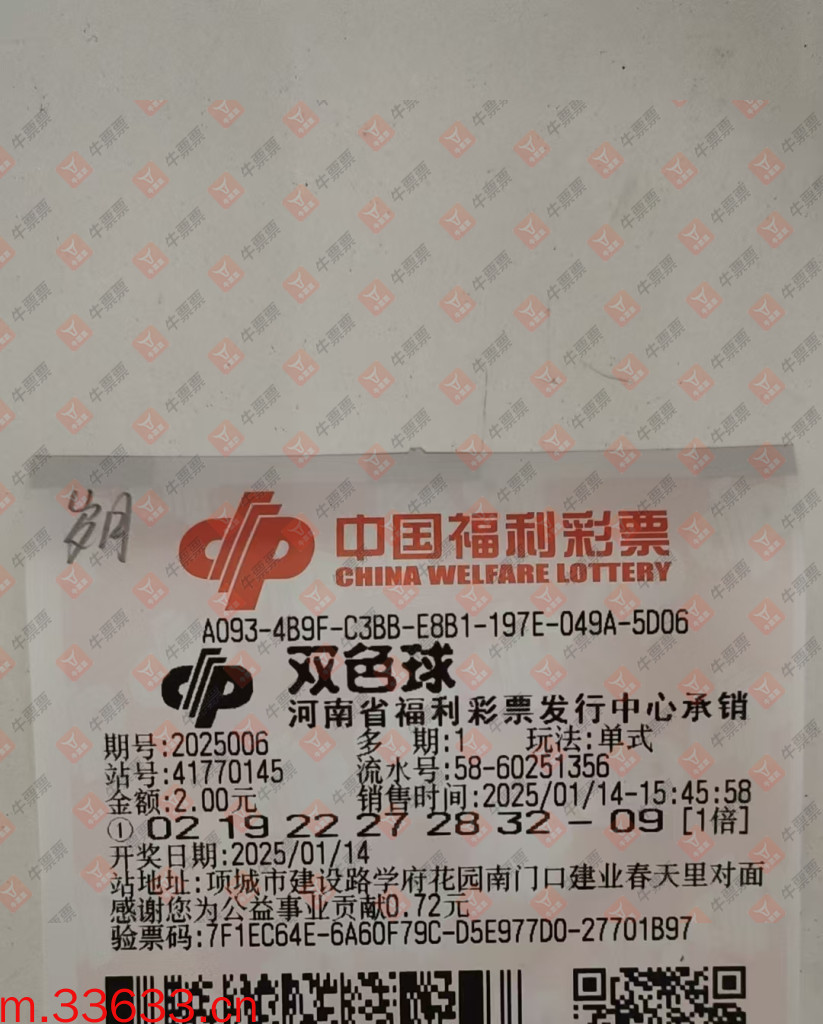 岁月
中国福利彩票
CHINA WELFARE LOTTERY
A093-4B9F-C3BB-E8B1-197E-049A-5D06
双色球
河南省福利彩票发行中心承销
期号:2025006 多 期:1 玩法:单式
站号:41770145 流水号:58-60251356
金额:2.00元 销售时间:2025/01/14-15:45:58
① 02 19 22 27 28 32 - 09 [1倍]
开奖日期:2025/01/14
站地址:项城市建设路学府花园南门口建业春天里对面
感谢您为公益事业贡献0.72元
验票码:7F1EC64E-6A60F79C-D5E977D0-27701B97
m.33633.cn
牛票票